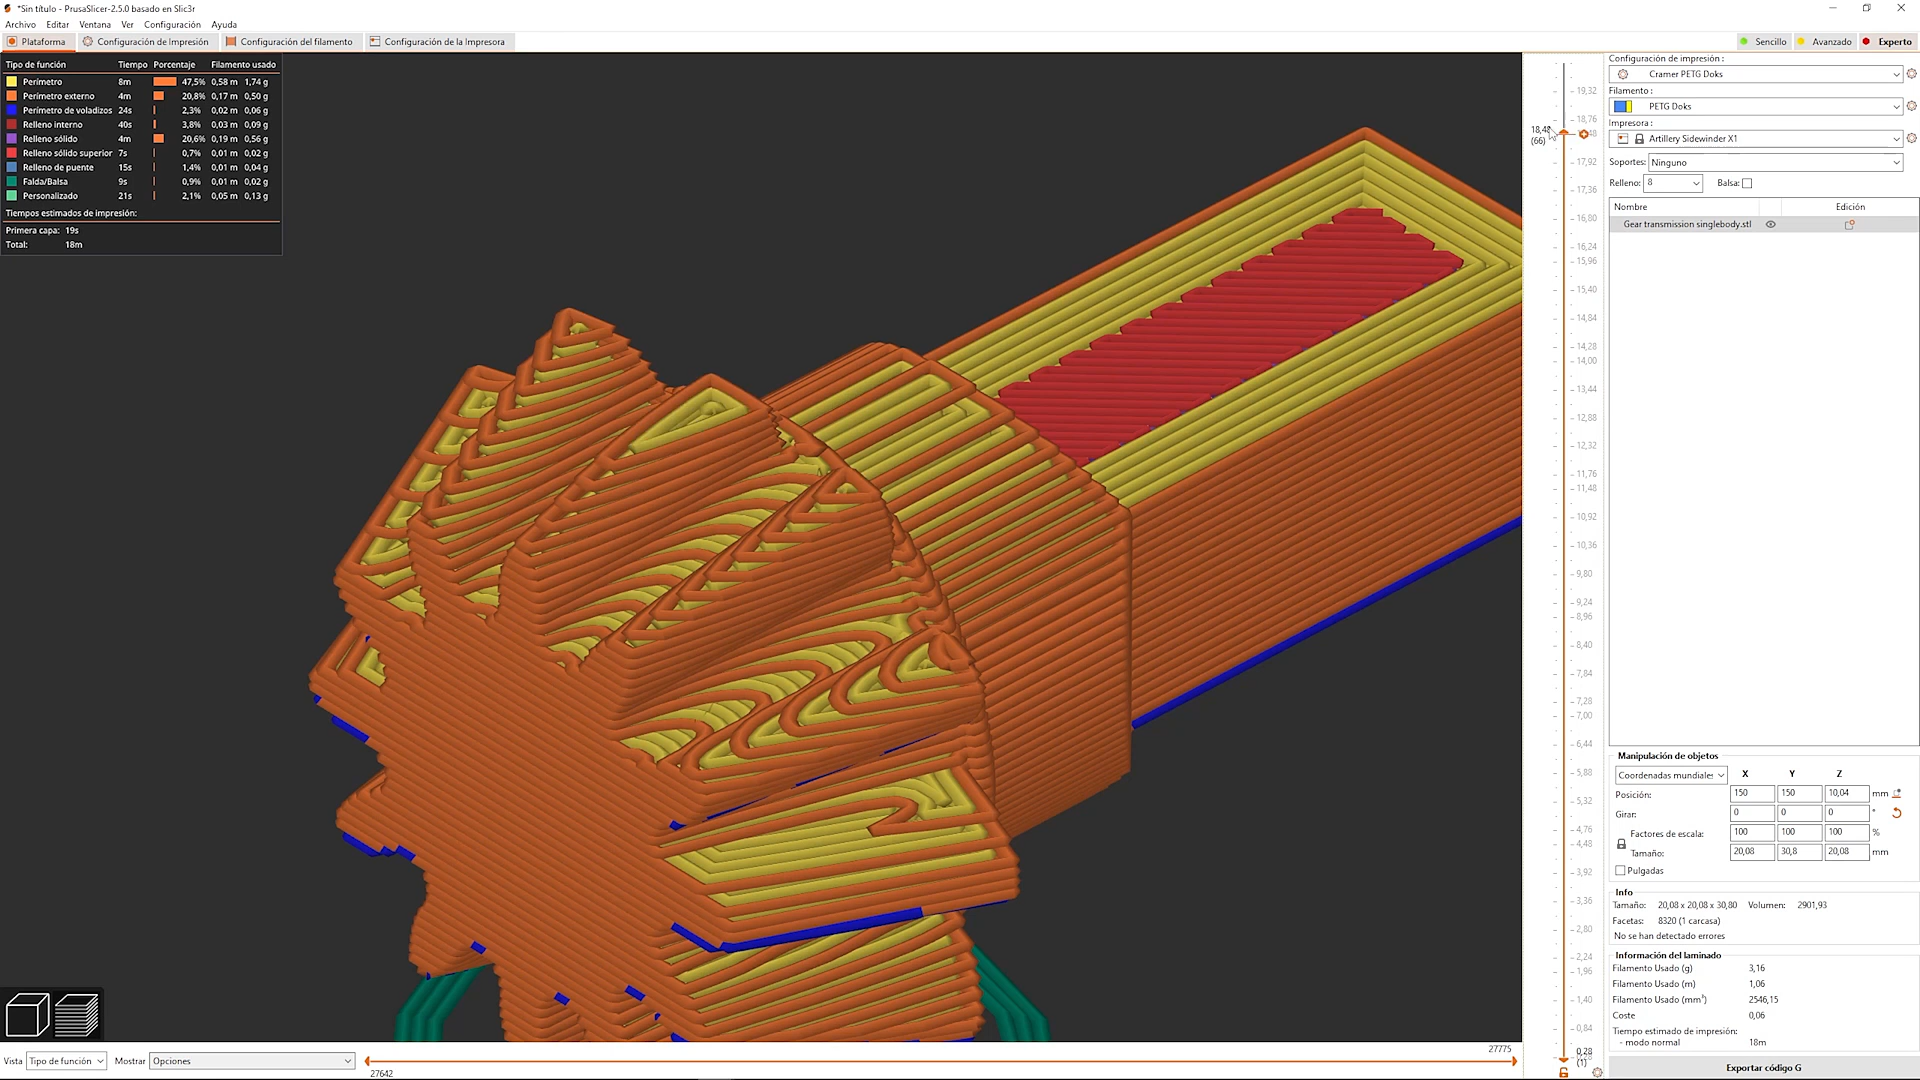 *Sin título - PrusaSlicer-2.5.0 basado en Slic3r
Archivo Editar Ventana Ver Configuración Ayuda
Plataforma Configuración de Impresión Configuración del filamento Configuración de la Impresora Sencillo Avanzado Experto
Tipo de función Tiempo Porcentaje Filamento usado
Perímetro 8m 47,5% 0,58 m 1,74 g
Perímetro externo 4m 20,8% 0,17 m 0,50 g
Perímetro de voladizos 24s 2,3% 0,02 m 0,06 g
Relleno interno 40s 3,8% 0,03 m 0,09 g
Relleno sólido 4m 20,6% 0,19 m 0,56 g
Relleno sólido superior 7s 0,7% 0,01 m 0,02 g
Relleno de puente 15s 1,4% 0,01 m 0,04 g
Falda/Balsa 9s 0,9% 0,01 m 0,02 g
Personalizado 21s 2,1% 0,05 m 0,13 g
Tiempos estimados de impresión:
Primera capa: 19s
Total: 18m
19,32
18,76
18,48
(66)
17,92
17,36
16,80
16,24
15,96
15,40
14,84
14,28
14,00
13,44
12,88
12,32
11,76
11,48
10,92
10,36
9,80
9,24
8,96
8,40
7,84
7,28
7,00
6,44
5,88
5,32
4,76
4,48
3,92
3,36
2,80
2,24
1,96
1,40
0,84
0,28
(1)
Configuración de impresión :
Cramer PETG Doks
Filamento :
PETG Doks
Impresora :
Artillery Sidewinder X1
Soportes: Ninguno
Relleno: 8 Balsa:
Nombre Edición
Gear transmission singlebody.stl
Manipulación de objetos
Coordenadas mundiales X Y Z
Posición: 150 150 10,04 mm
Girar: 0 0 0 °
Factores de escala: 100 100 100 %
Tamaño: 20,08 30,8 20,08 mm
Pulgadas
Info
Tamaño: 20,08 x 20,08 x 30,80 Volumen: 2901,93
Facetas: 8320 (1 carcasa)
No se han detectado errores
Información del laminado
Filamento Usado (g) 3,16
Filamento Usado (m) 1,06
Filamento Usado (mm³) 2546,15
Coste 0,06
Tiempo estimado de impresión:
- modo normal 18m
Exportar código G
Vista Tipo de función Mostrar Opciones
27775
27642